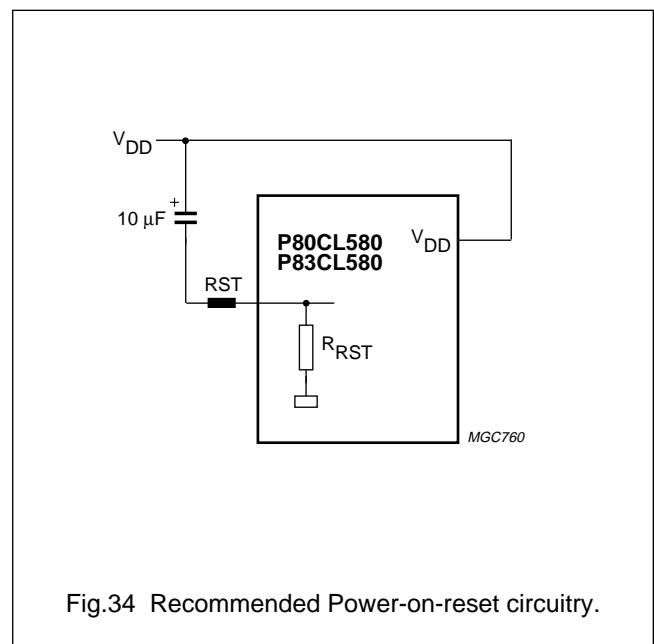 V_DD
+
10 μF
P80CL580
P83CL580
V_DD
RST
R_RST
MGC760
Fig.34 Recommended Power-on-reset circuitry.